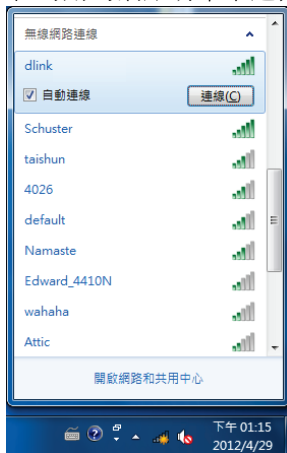 無線網路連線
dlink
自動連線
連線(C)
Schuster
taishun
4026
default
Namaste
Edward_4410N
wahaha
Attic
開啟網路和共用中心
下午 01:15
2012/4/29